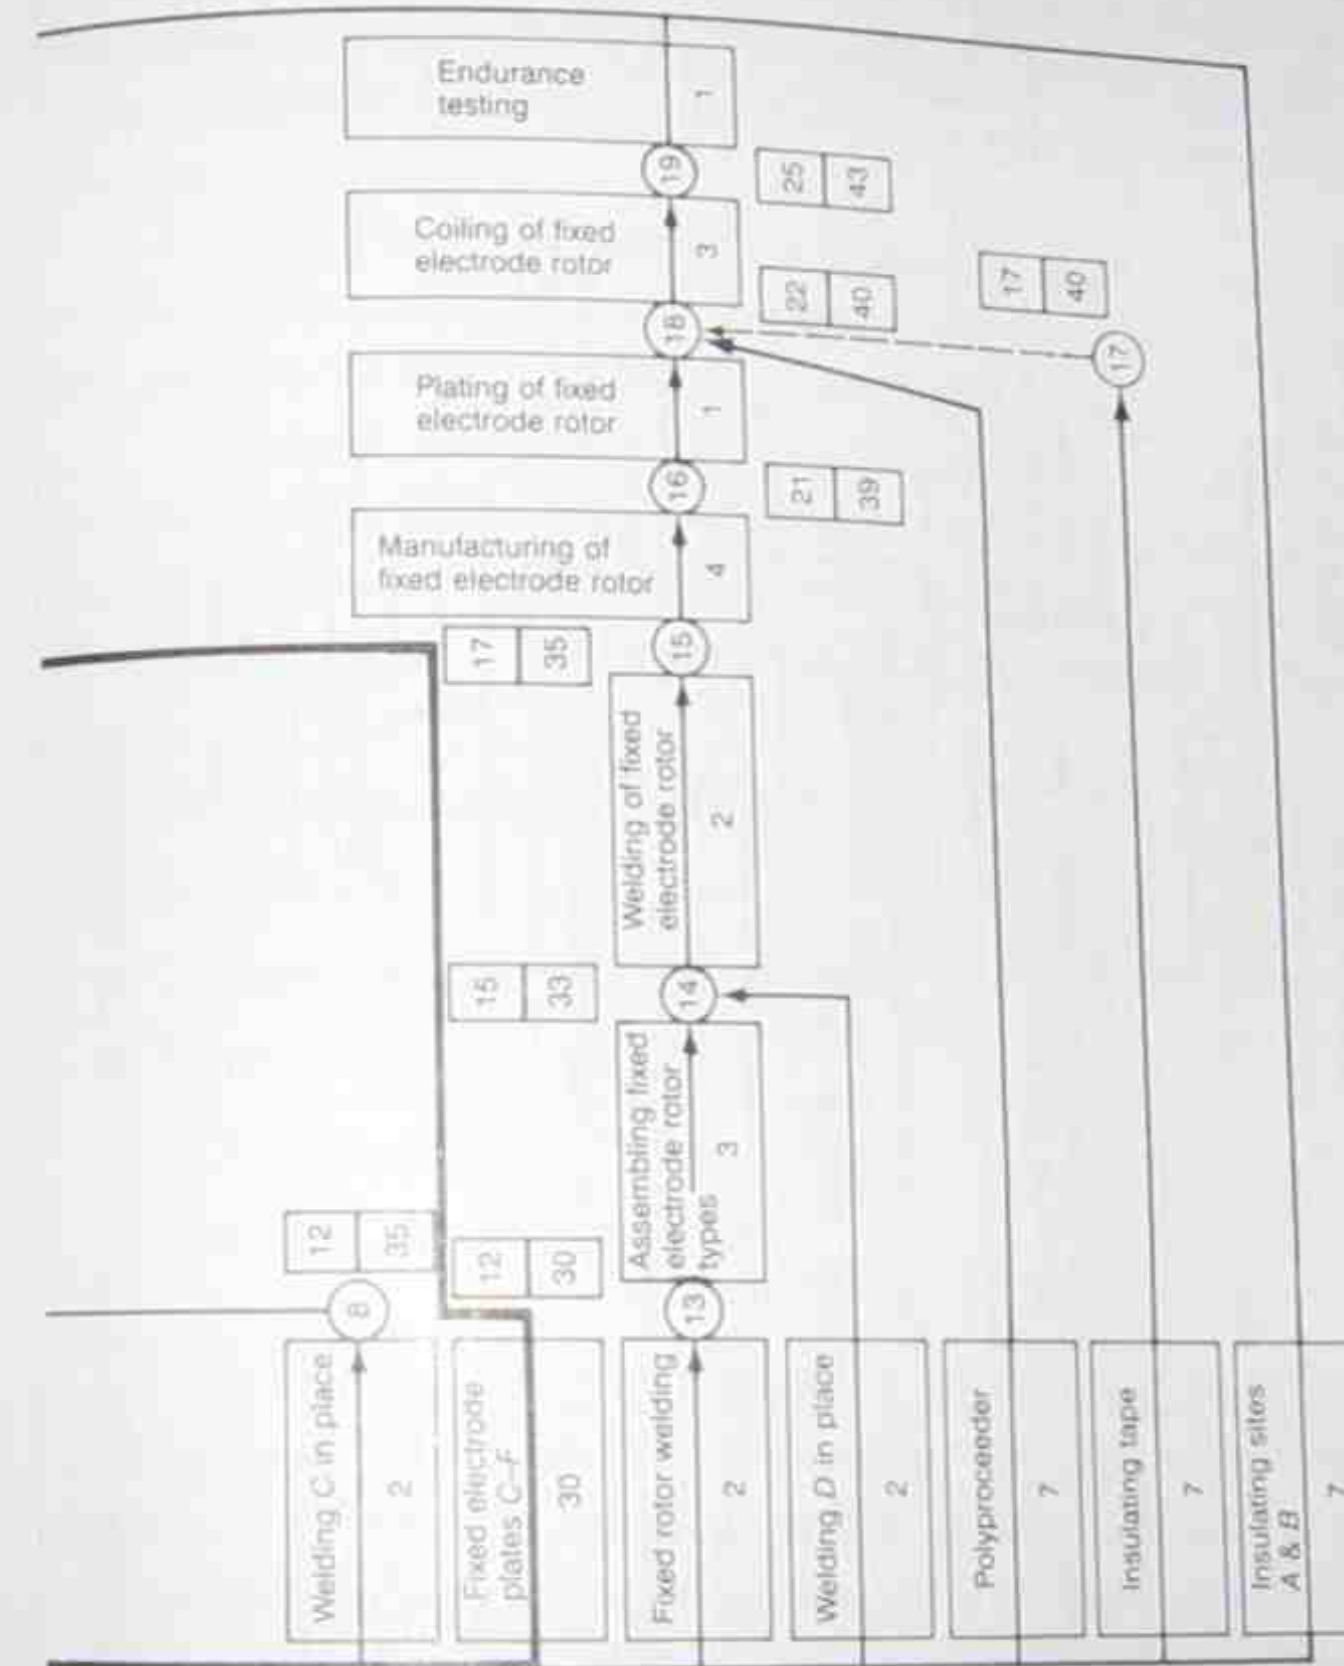 Endurance
testing
1
19
25
43
Coiling of fixed
electrode rotor
3
22
40
17
40
18
17
Plating of fixed
electrode rotor
1
16
21
39
Manufacturing of
fixed electrode rotor
4
17
35
15
Welding of fixed
electrode rotor
2
15
33
14
Assembling fixed
electrode rotor
types
3
12
35
12
30
8
13
Welding C in place
2
Fixed electrode
plates C–F
30
Fixed rotor welding
2
Welding D in place
2
Polyproceeder
7
Insulating tape
7
Insulating sites
A & B
7